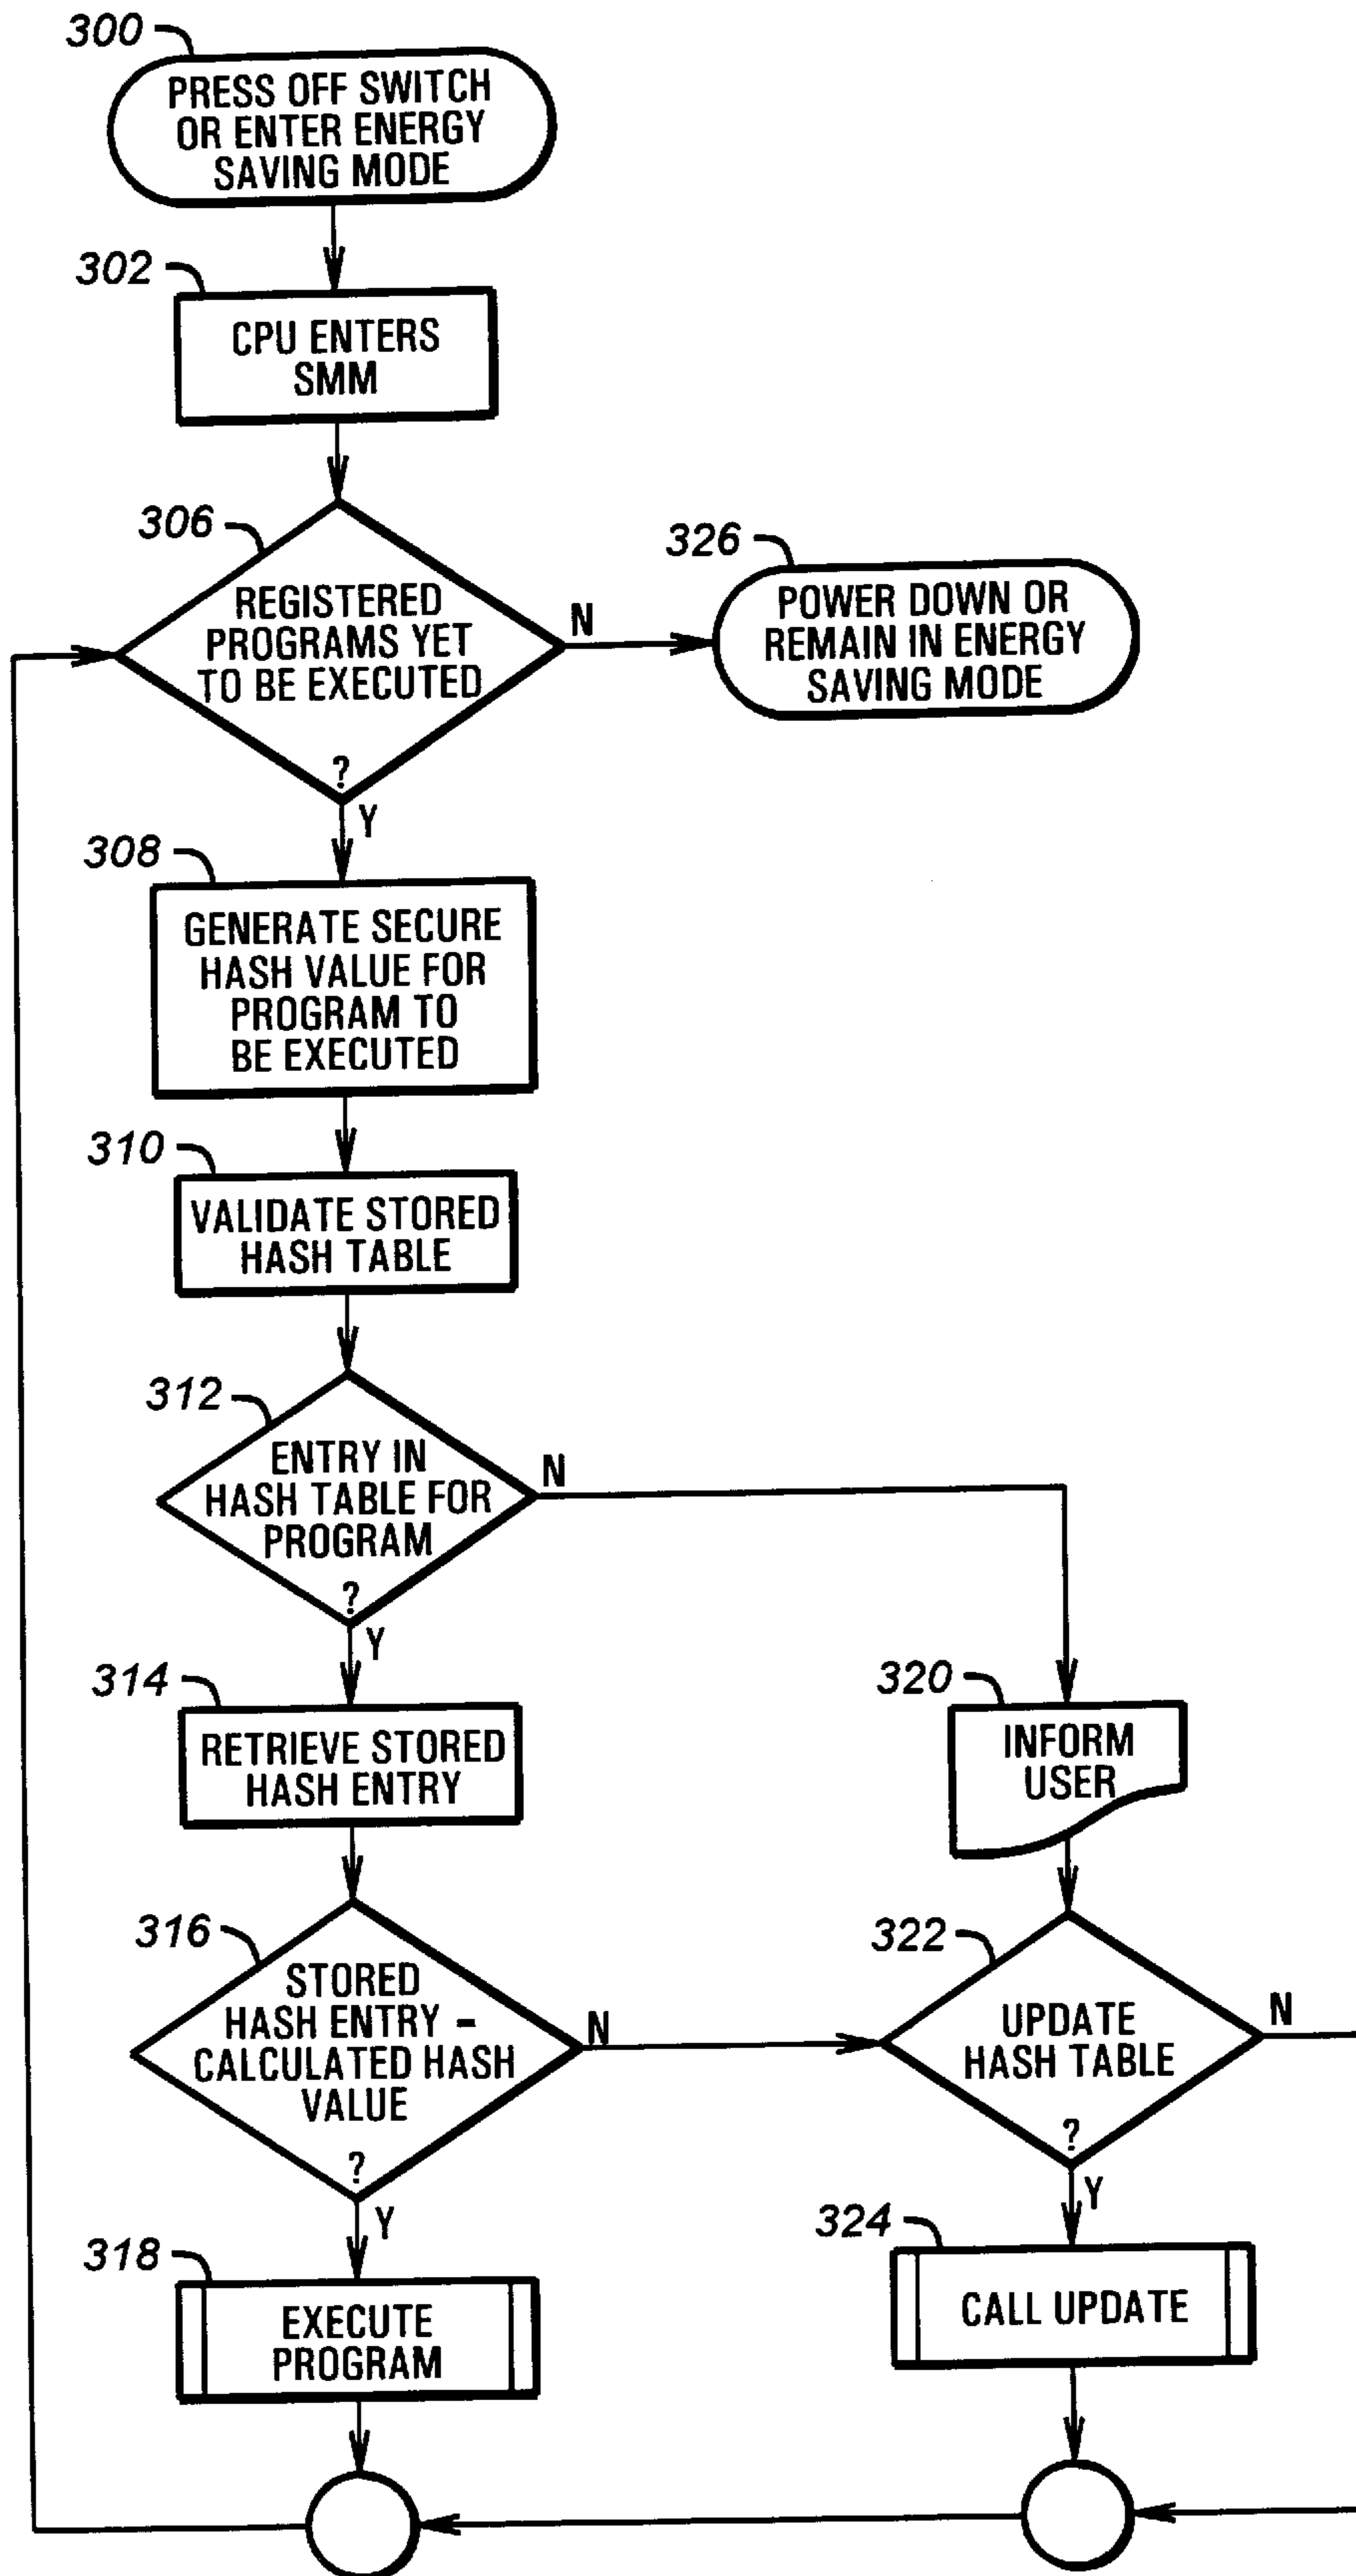 300
PRESS OFF SWITCH
OR ENTER ENERGY
SAVING MODE
302
CPU ENTERS
SMM
306
REGISTERED
PROGRAMS YET
TO BE EXECUTED
?
N
Y
326
POWER DOWN OR
REMAIN IN ENERGY
SAVING MODE
308
GENERATE SECURE
HASH VALUE FOR
PROGRAM TO
BE EXECUTED
310
VALIDATE STORED
HASH TABLE
312
ENTRY IN
HASH TABLE FOR
PROGRAM
?
N
Y
314
RETRIEVE STORED
HASH ENTRY
320
INFORM
USER
316
STORED
HASH ENTRY -
CALCULATED HASH
VALUE
?
N
Y
322
UPDATE
HASH TABLE
?
N
Y
318
EXECUTE
PROGRAM
324
CALL UPDATE